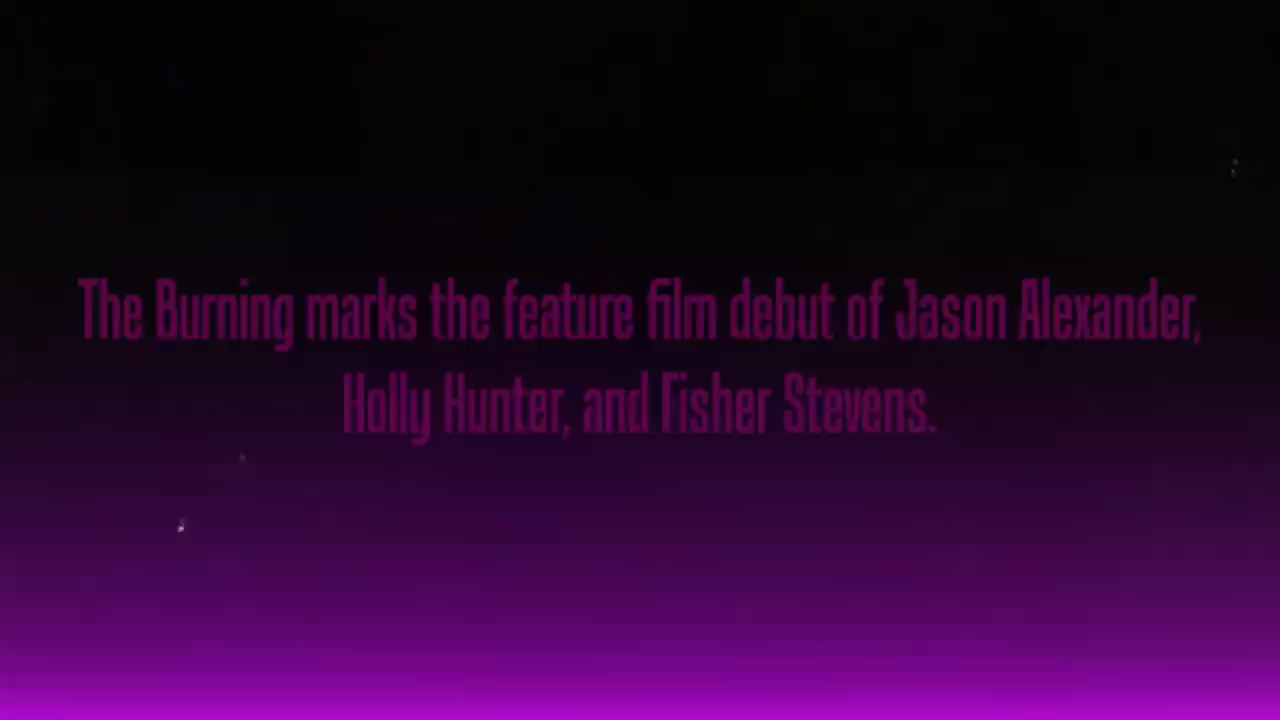 The Burning marks the feature film debut of Jason Alexander,
Holly Hunter, and Fisher Stevens.